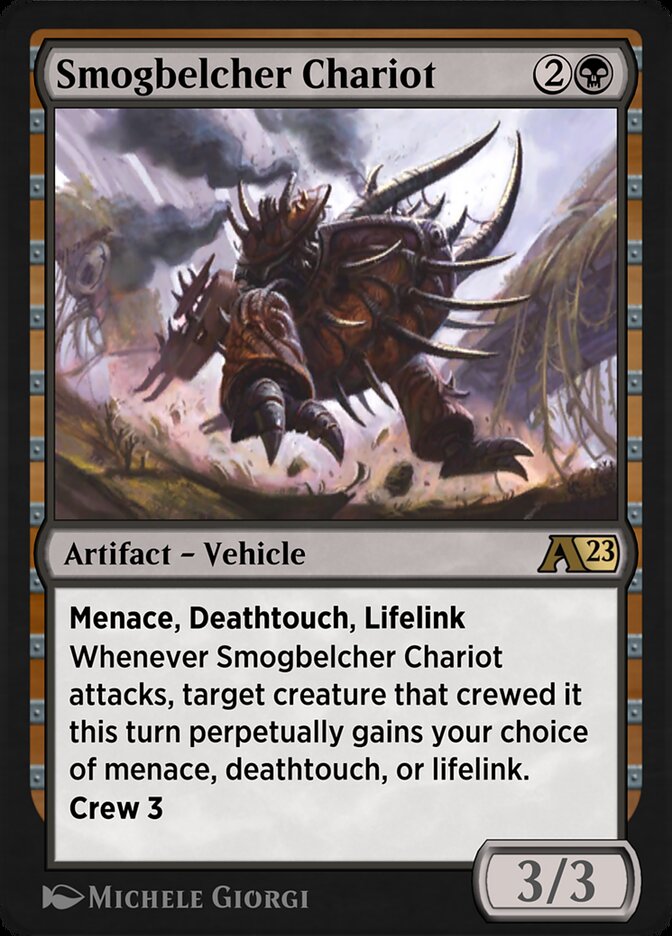 Smogbelcher Chariot 2
Artifact – Vehicle A23
Menace, Deathtouch, Lifelink
Whenever Smogbelcher Chariot
attacks, target creature that crewed it
this turn perpetually gains your choice
of menace, deathtouch, or lifelink.
Crew 3
3/3
Michele Giorgi